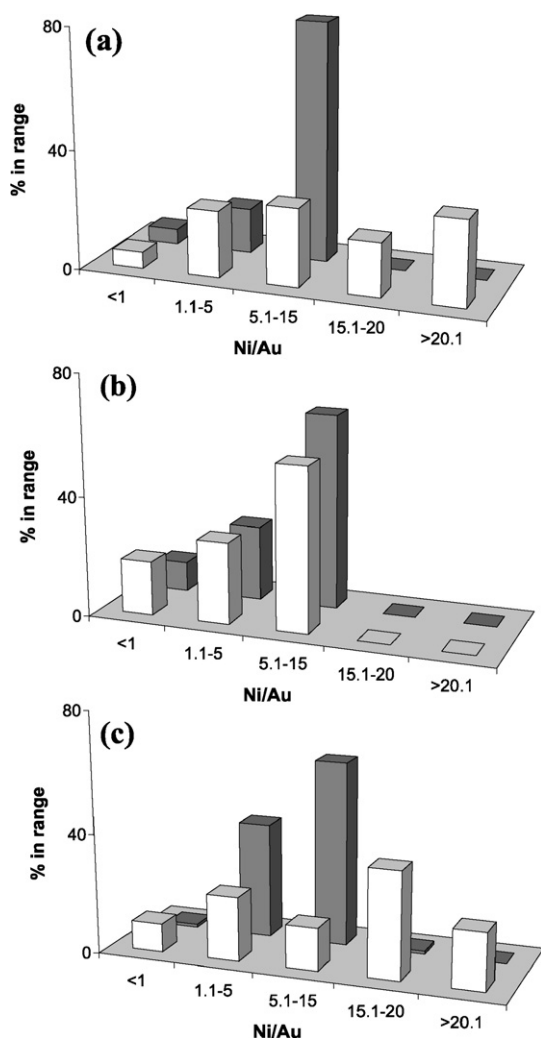 (a)
80
40
0
% in range
<1
1.1-5
5.1-15
15.1-20
>20.1
Ni/Au
(b)
80
40
0
% in range
<1
1.1-5
5.1-15
15.1-20
>20.1
Ni/Au
(c)
80
40
0
% in range
<1
1.1-5
5.1-15
15.1-20
>20.1
Ni/Au